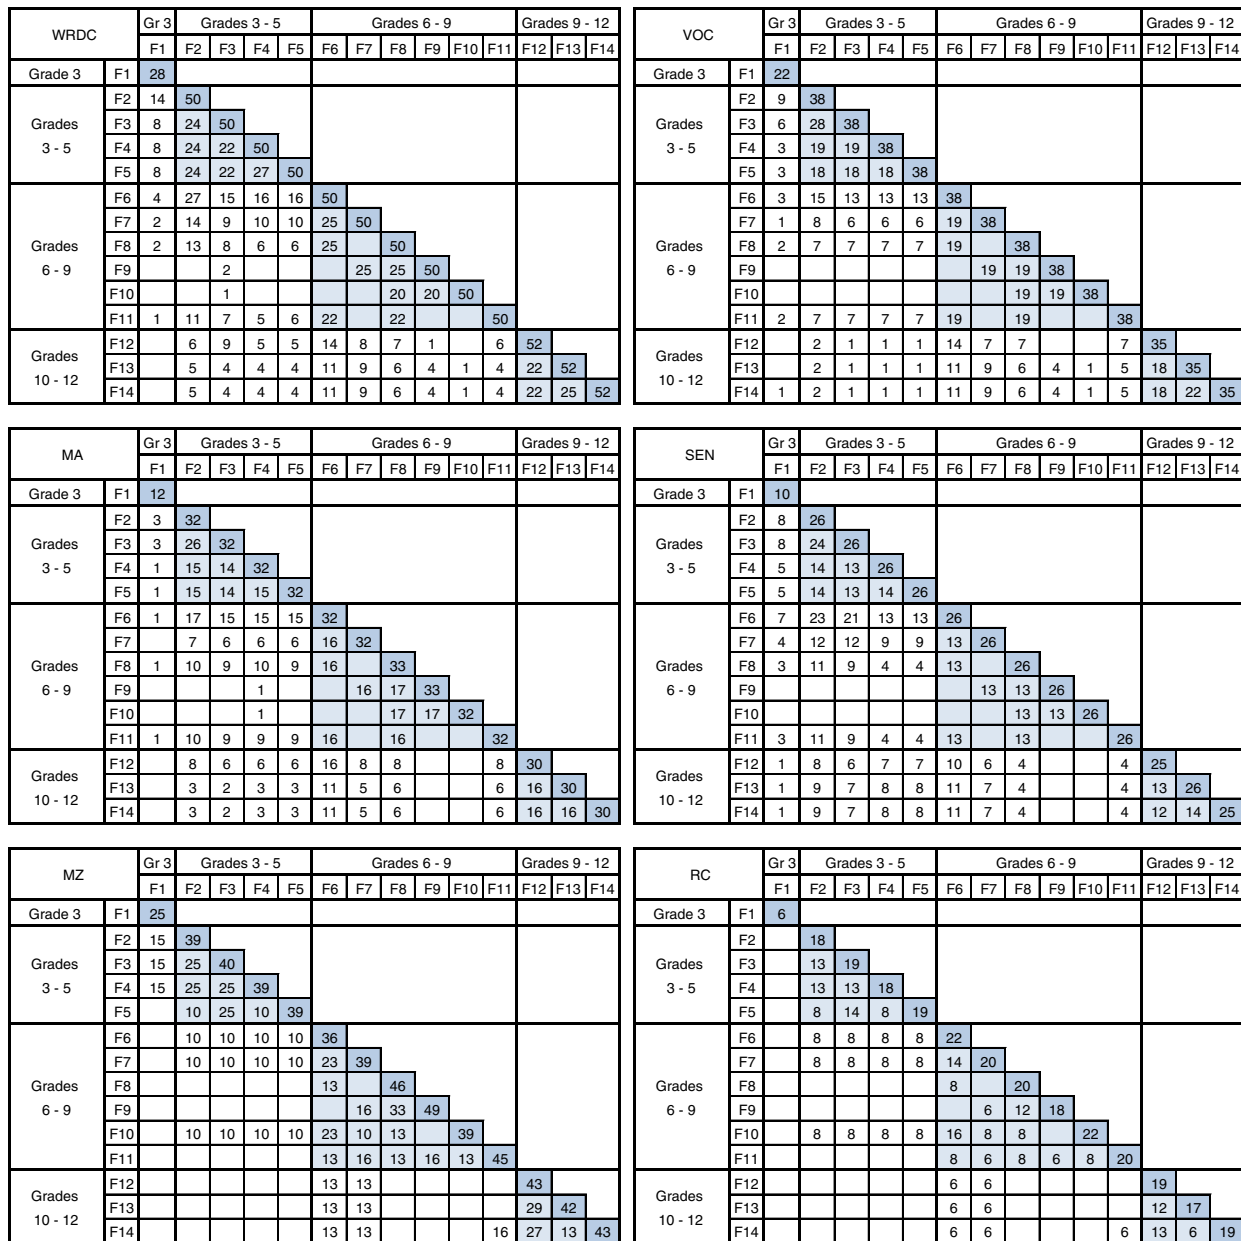 WRDC Gr 3 Grades 3 - 5 Grades 6 - 9 Grades 9 - 12
F1 F2 F3 F4 F5 F6 F7 F8 F9 F10 F11 F12 F13 F14
Grade 3 F1 28
F2 14 50
Grades F3 8 24 50
3 - 5 F4 8 24 22 50
F5 8 24 22 27 50
F6 4 27 15 16 16 50
F7 2 14 9 10 10 25 50
Grades F8 2 13 8 6 6 25 50
6 - 9 F9 2 25 25 50
F10 1 20 20 50
F11 1 11 7 5 6 22 22 50
Grades F12 6 9 5 5 14 8 7 1 6 52
10 - 12 F13 5 4 4 4 11 9 6 4 1 4 22 52
F14 5 4 4 4 11 9 6 4 1 4 22 25 52
VOC Gr 3 Grades 3 - 5 Grades 6 - 9 Grades 9 - 12
F1 F2 F3 F4 F5 F6 F7 F8 F9 F10 F11 F12 F13 F14
Grade 3 F1 22
F2 9 38
Grades F3 6 28 38
3 - 5 F4 3 19 19 38
F5 3 18 18 18 38
F6 3 15 13 13 13 38
F7 1 8 6 6 6 19 38
Grades F8 2 7 7 7 7 19 38
6 - 9 F9 19 19 38
F10 19 19 38
F11 2 7 7 7 7 19 19 38
Grades F12 2 1 1 1 14 7 7 7 35
10 - 12 F13 2 1 1 1 11 9 6 4 1 5 18 35
F14 1 2 1 1 1 11 9 6 4 1 5 18 22 35
MA Gr 3 Grades 3 - 5 Grades 6 - 9 Grades 9 - 12
F1 F2 F3 F4 F5 F6 F7 F8 F9 F10 F11 F12 F13 F14
Grade 3 F1 12
F2 3 32
Grades F3 3 26 32
3 - 5 F4 1 15 14 32
F5 1 15 14 15 32
F6 1 17 15 15 15 32
F7 7 6 6 6 16 32
Grades F8 1 10 9 10 9 16 33
6 - 9 F9 1 16 17 33
F10 1 17 17 32
F11 1 10 9 9 9 16 16 32
Grades F12 8 6 6 6 16 8 8 8 30
10 - 12 F13 3 2 3 3 11 5 6 6 16 30
F14 3 2 3 3 11 5 6 6 16 16 30
SEN Gr 3 Grades 3 - 5 Grades 6 - 9 Grades 9 - 12
F1 F2 F3 F4 F5 F6 F7 F8 F9 F10 F11 F12 F13 F14
Grade 3 F1 10
F2 8 26
Grades F3 8 24 26
3 - 5 F4 5 14 13 26
F5 5 14 13 14 26
F6 7 23 21 13 13 26
F7 4 12 12 9 9 13 26
Grades F8 3 11 9 4 4 13 26
6 - 9 F9 13 13 26
F10 13 13 26
F11 3 11 9 4 4 13 13 26
Grades F12 1 8 6 7 7 10 6 4 4 25
10 - 12 F13 1 9 7 8 8 11 7 4 4 13 26
F14 1 9 7 8 8 11 7 4 4 12 14 25
MZ Gr 3 Grades 3 - 5 Grades 6 - 9 Grades 9 - 12
F1 F2 F3 F4 F5 F6 F7 F8 F9 F10 F11 F12 F13 F14
Grade 3 F1 25
F2 15 39
Grades F3 15 25 40
3 - 5 F4 15 25 25 39
F5 10 25 10 39
F6 10 10 10 10 36
F7 10 10 10 10 23 39
Grades F8 13 46
6 - 9 F9 16 33 49
F10 10 10 10 10 23 10 13 39
F11 13 16 13 16 13 45
Grades F12 13 13 43
10 - 12 F13 13 13 29 42
F14 13 13 16 27 13 43
RC Gr 3 Grades 3 - 5 Grades 6 - 9 Grades 9 - 12
F1 F2 F3 F4 F5 F6 F7 F8 F9 F10 F11 F12 F13 F14
Grade 3 F1 6
F2 18
Grades F3 13 19
3 - 5 F4 13 13 18
F5 8 14 8 19
F6 8 8 8 8 22
F7 8 8 8 8 14 20
Grades F8 8 20
6 - 9 F9 6 12 18
F10 8 8 8 8 16 8 8 22
F11 8 6 8 6 8 20
Grades F12 6 6 19
10 - 12 F13 6 6 12 17
F14 6 6 6 13 6 19